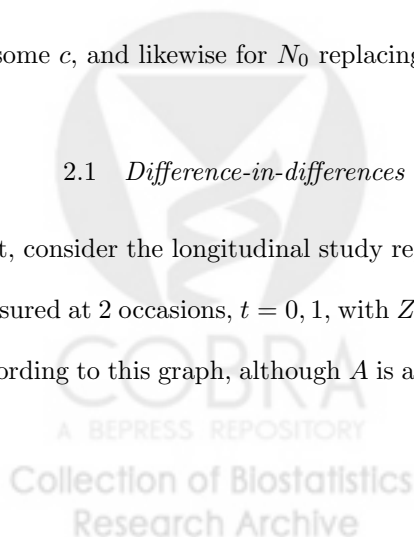 some c, and likewise for N₀ replacing
2.1 Difference-in-differences
t, consider the longitudinal study re
sured at 2 occasions, t = 0, 1, with Z
ording to this graph, although A is a
COBRA
A BEPRESS REPOSITORY
Collection of Biostatistics
Research Archive